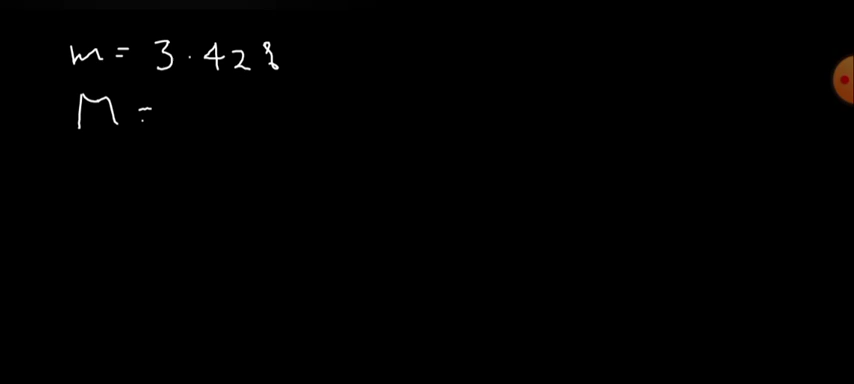 m = 3.42g
M =